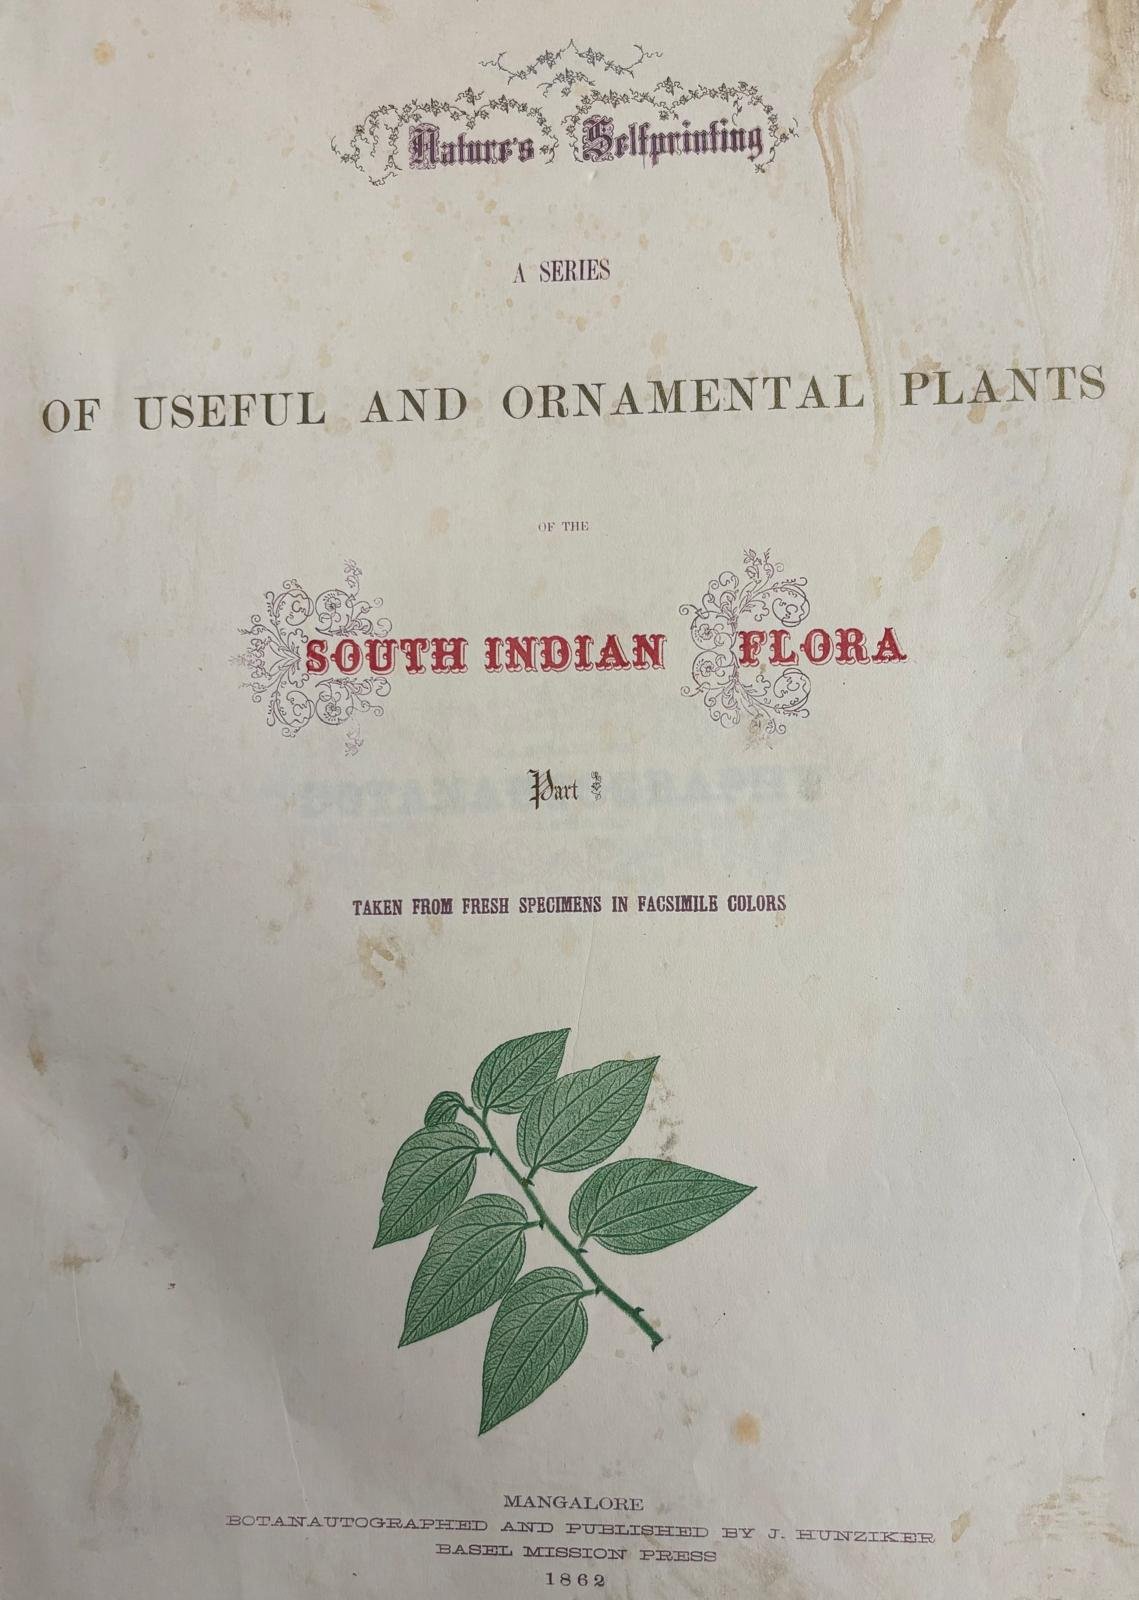 Nature's Selfprinting
A SERIES
OF USEFUL AND ORNAMENTAL PLANTS
OF THE
SOUTH INDIAN FLORA
Part I
TAKEN FROM FRESH SPECIMENS IN FACSIMILE COLORS
MANGALORE
BOTANAUTOGRAPHED AND PUBLISHED BY J. HUNZIKER
BASEL MISSION PRESS
1862